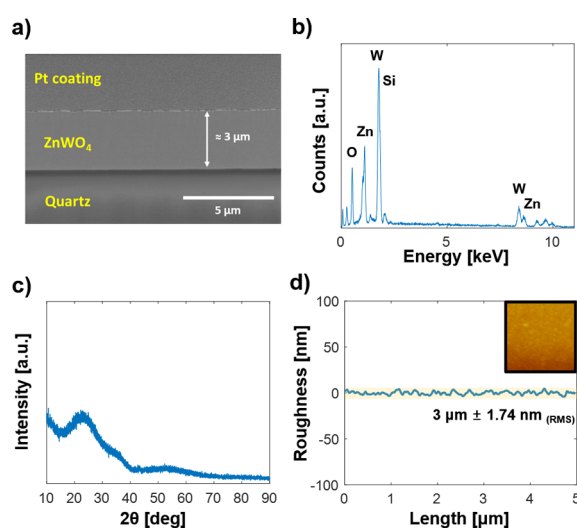 a)
Pt coating
ZnWO₄
≈ 3 µm
Quartz
5 µm
b)
Counts [a.u.]
W
Si
Zn
O
W
Zn
0 5 10
Energy [keV]
c)
Intensity [a.u.]
10 20 30 40 50 60 70 80 90
2θ [deg]
d)
Roughness [nm]
100
50
0
-50
-100
3 µm ± 1.74 nm (RMS)
0 1 2 3 4 5
Length [µm]